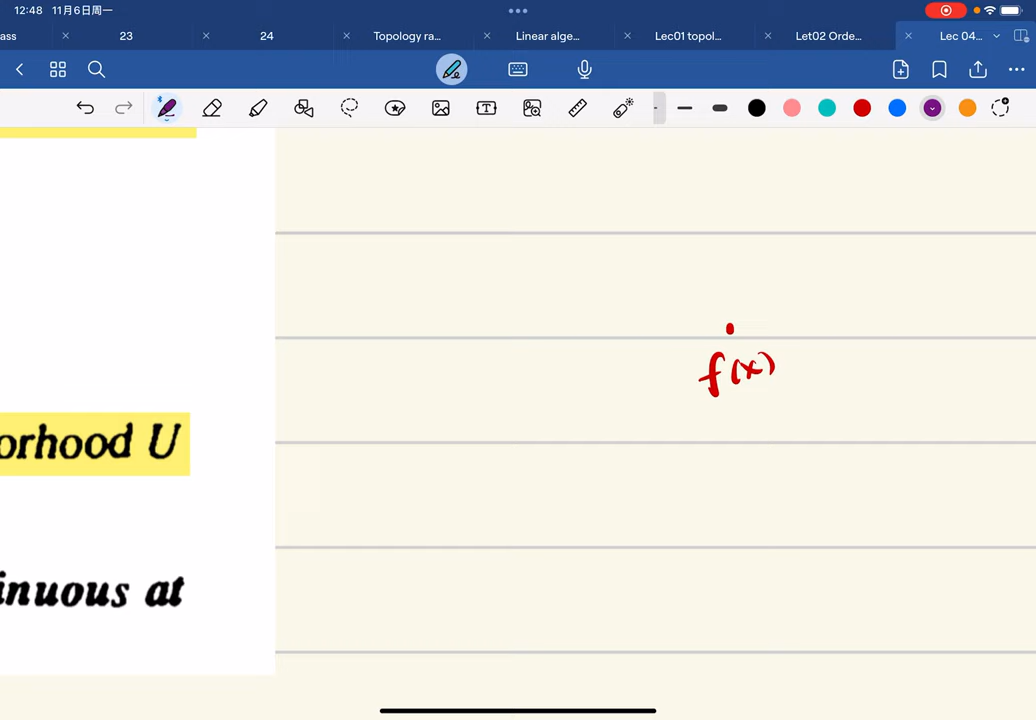 12:48 11月6日周一
ass 23 24 Topology ra... Linear alge... Lec01 topol... Let02 Orde... Lec 04...
f(x)
orhood U
inuous at